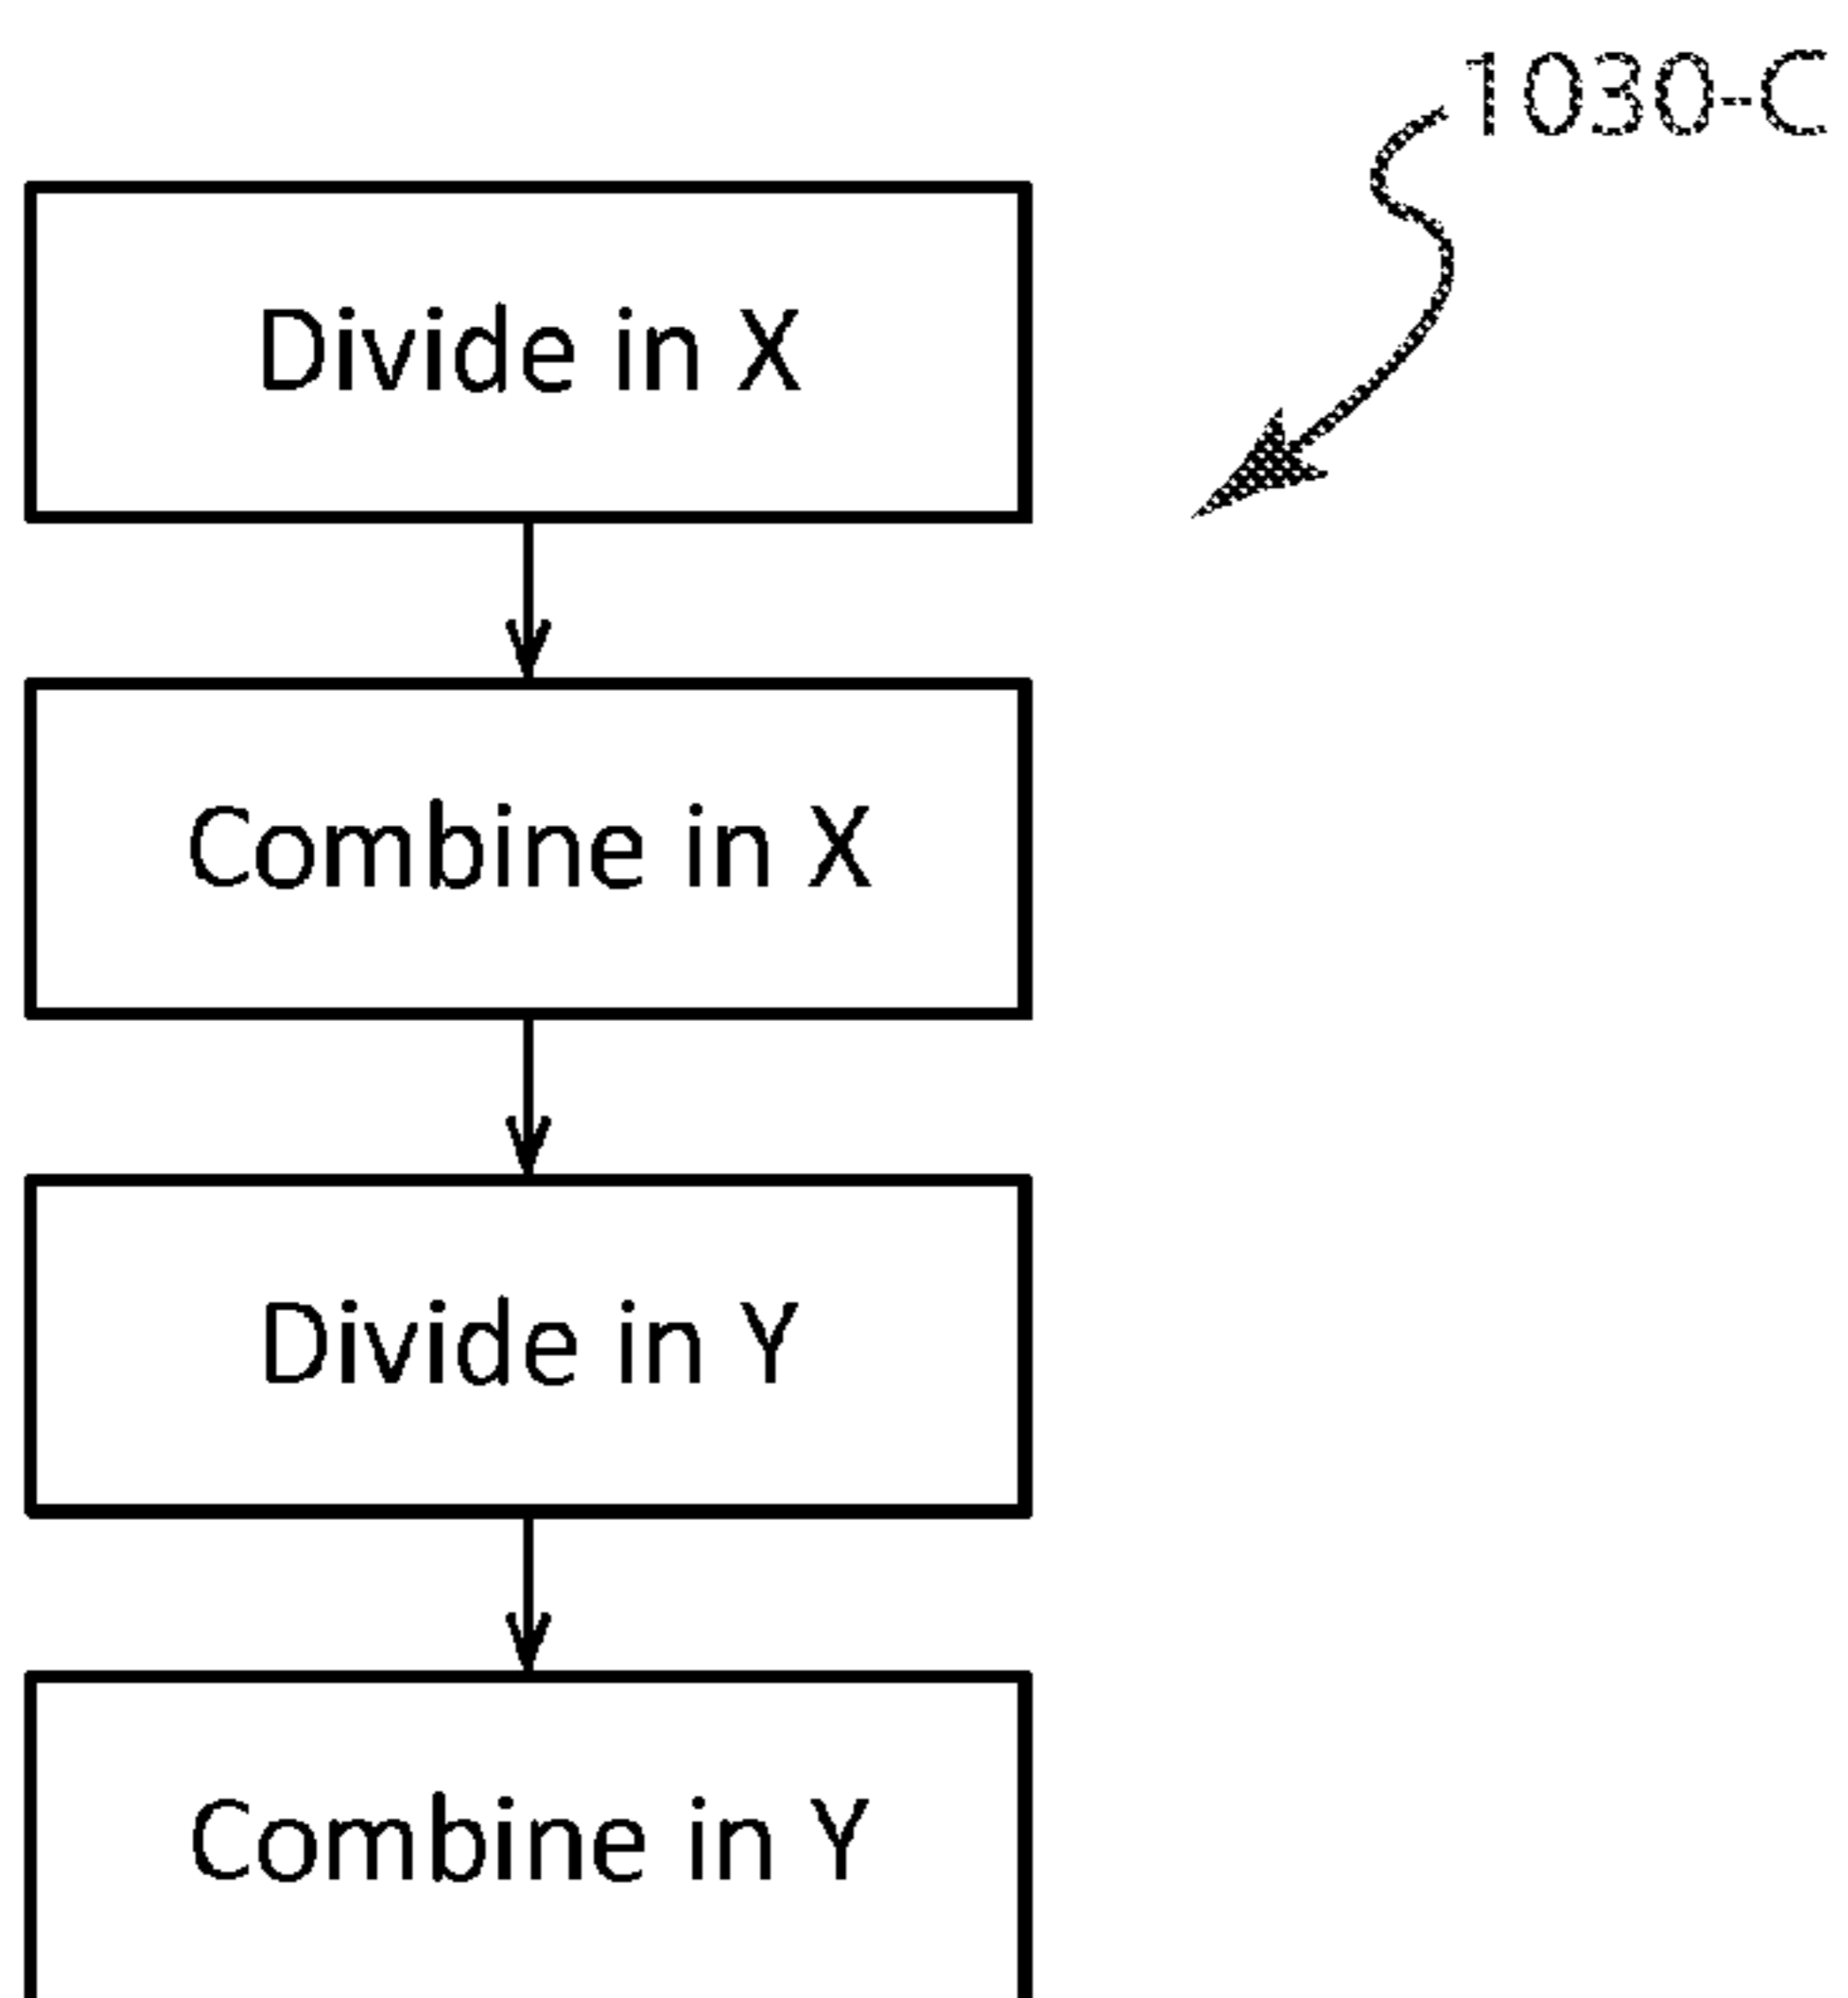 1030-C
Divide in X
Combine in X
Divide in Y
Combine in Y